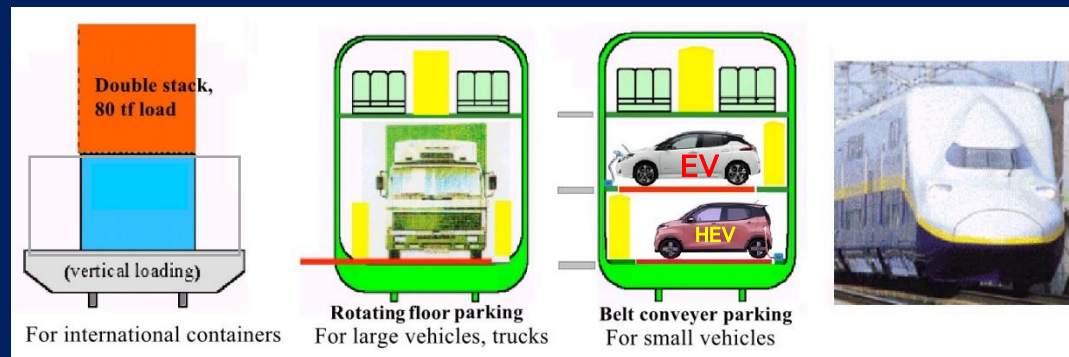 Double stack,
80 tf load
(vertical loading)
For international containers
Rotating floor parking
For large vehicles, trucks
EV
HEV
Belt conveyer parking
For small vehicles